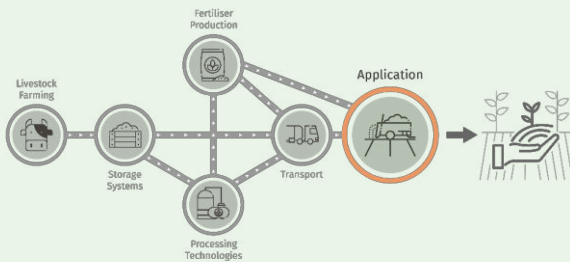 Fertiliser
Production
Application
Livestock
Farming
Storage
Systems
Transport
Processing
Technologies